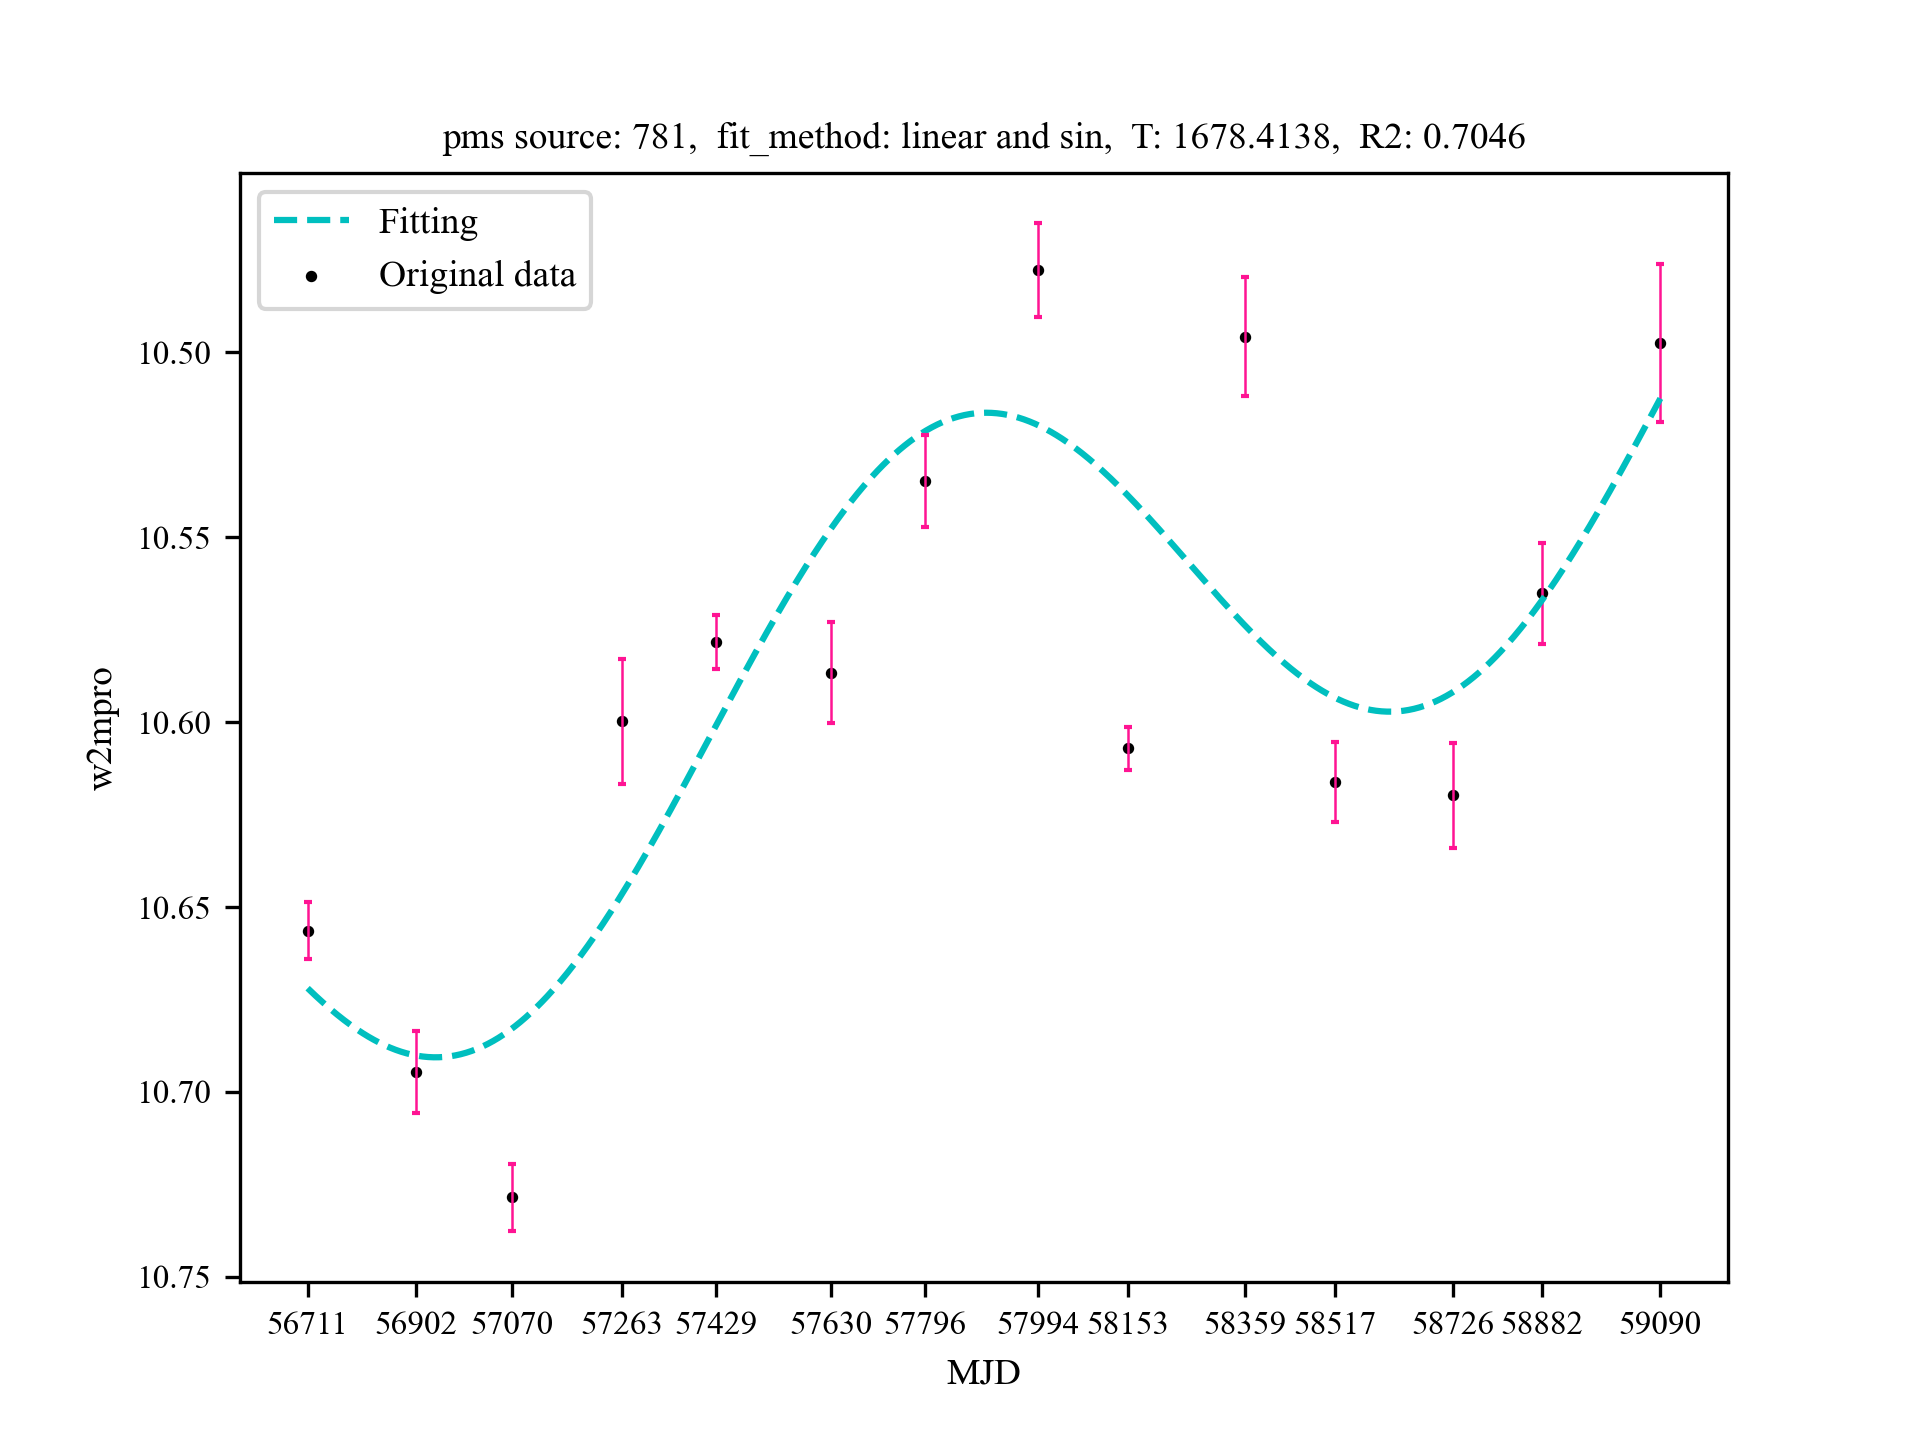 pms source: 781,  fit_method: linear and sin,  T: 1678.4138,  R2: 0.7046
Fitting
Original data
10.50
10.55
10.60
10.65
10.70
10.75
w2mpro
56711 56902 57070 57263 57429 57630 57796 57994 58153 58359 58517 58726 58882 59090
MJD